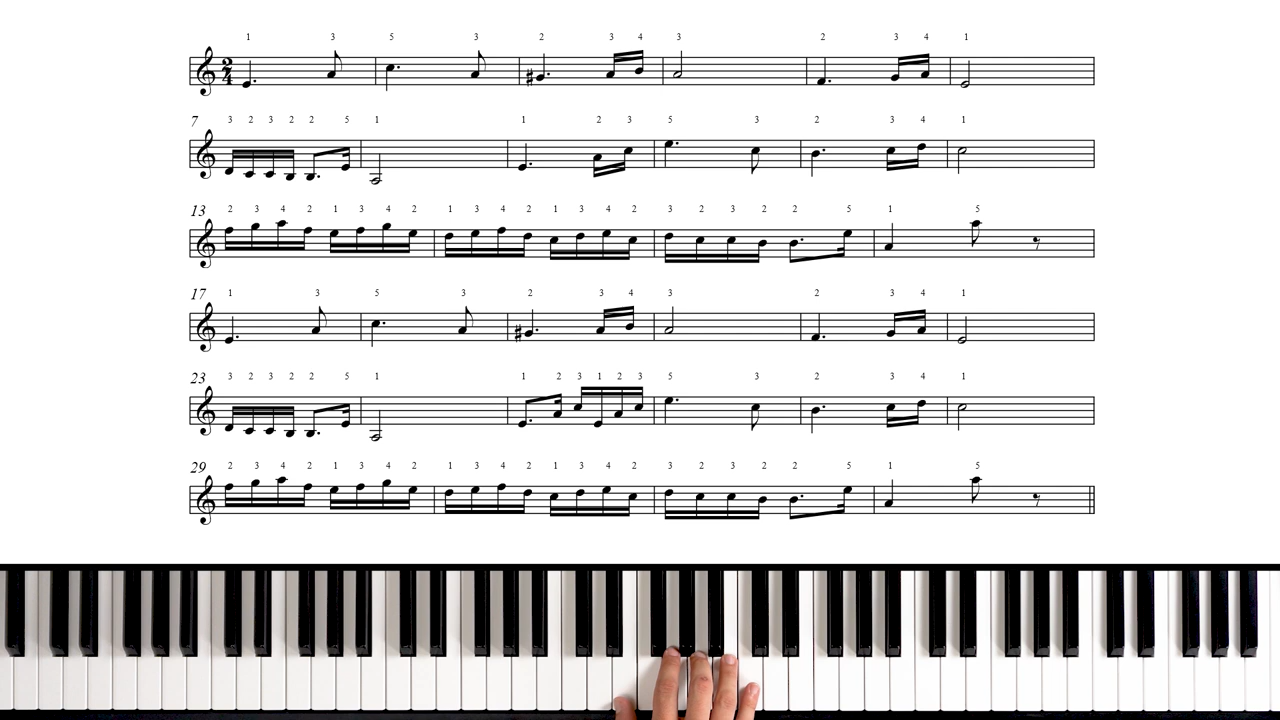 1 3 5 3 2 3 4 3 2 3 4 1
2
4
7 3 2 3 2 2 5 1 1 2 3 5 3 2 3 4 1
13 2 3 4 2 1 3 4 2 1 3 4 2 1 3 4 2 3 2 3 2 2 5 1 5
17 1 3 5 3 2 3 4 3 2 3 4 1
23 3 2 3 2 2 5 1 1 2 3 1 2 3 5 3 2 3 4 1
29 2 3 4 2 1 3 4 2 1 3 4 2 1 3 4 2 3 2 3 2 2 5 1 5